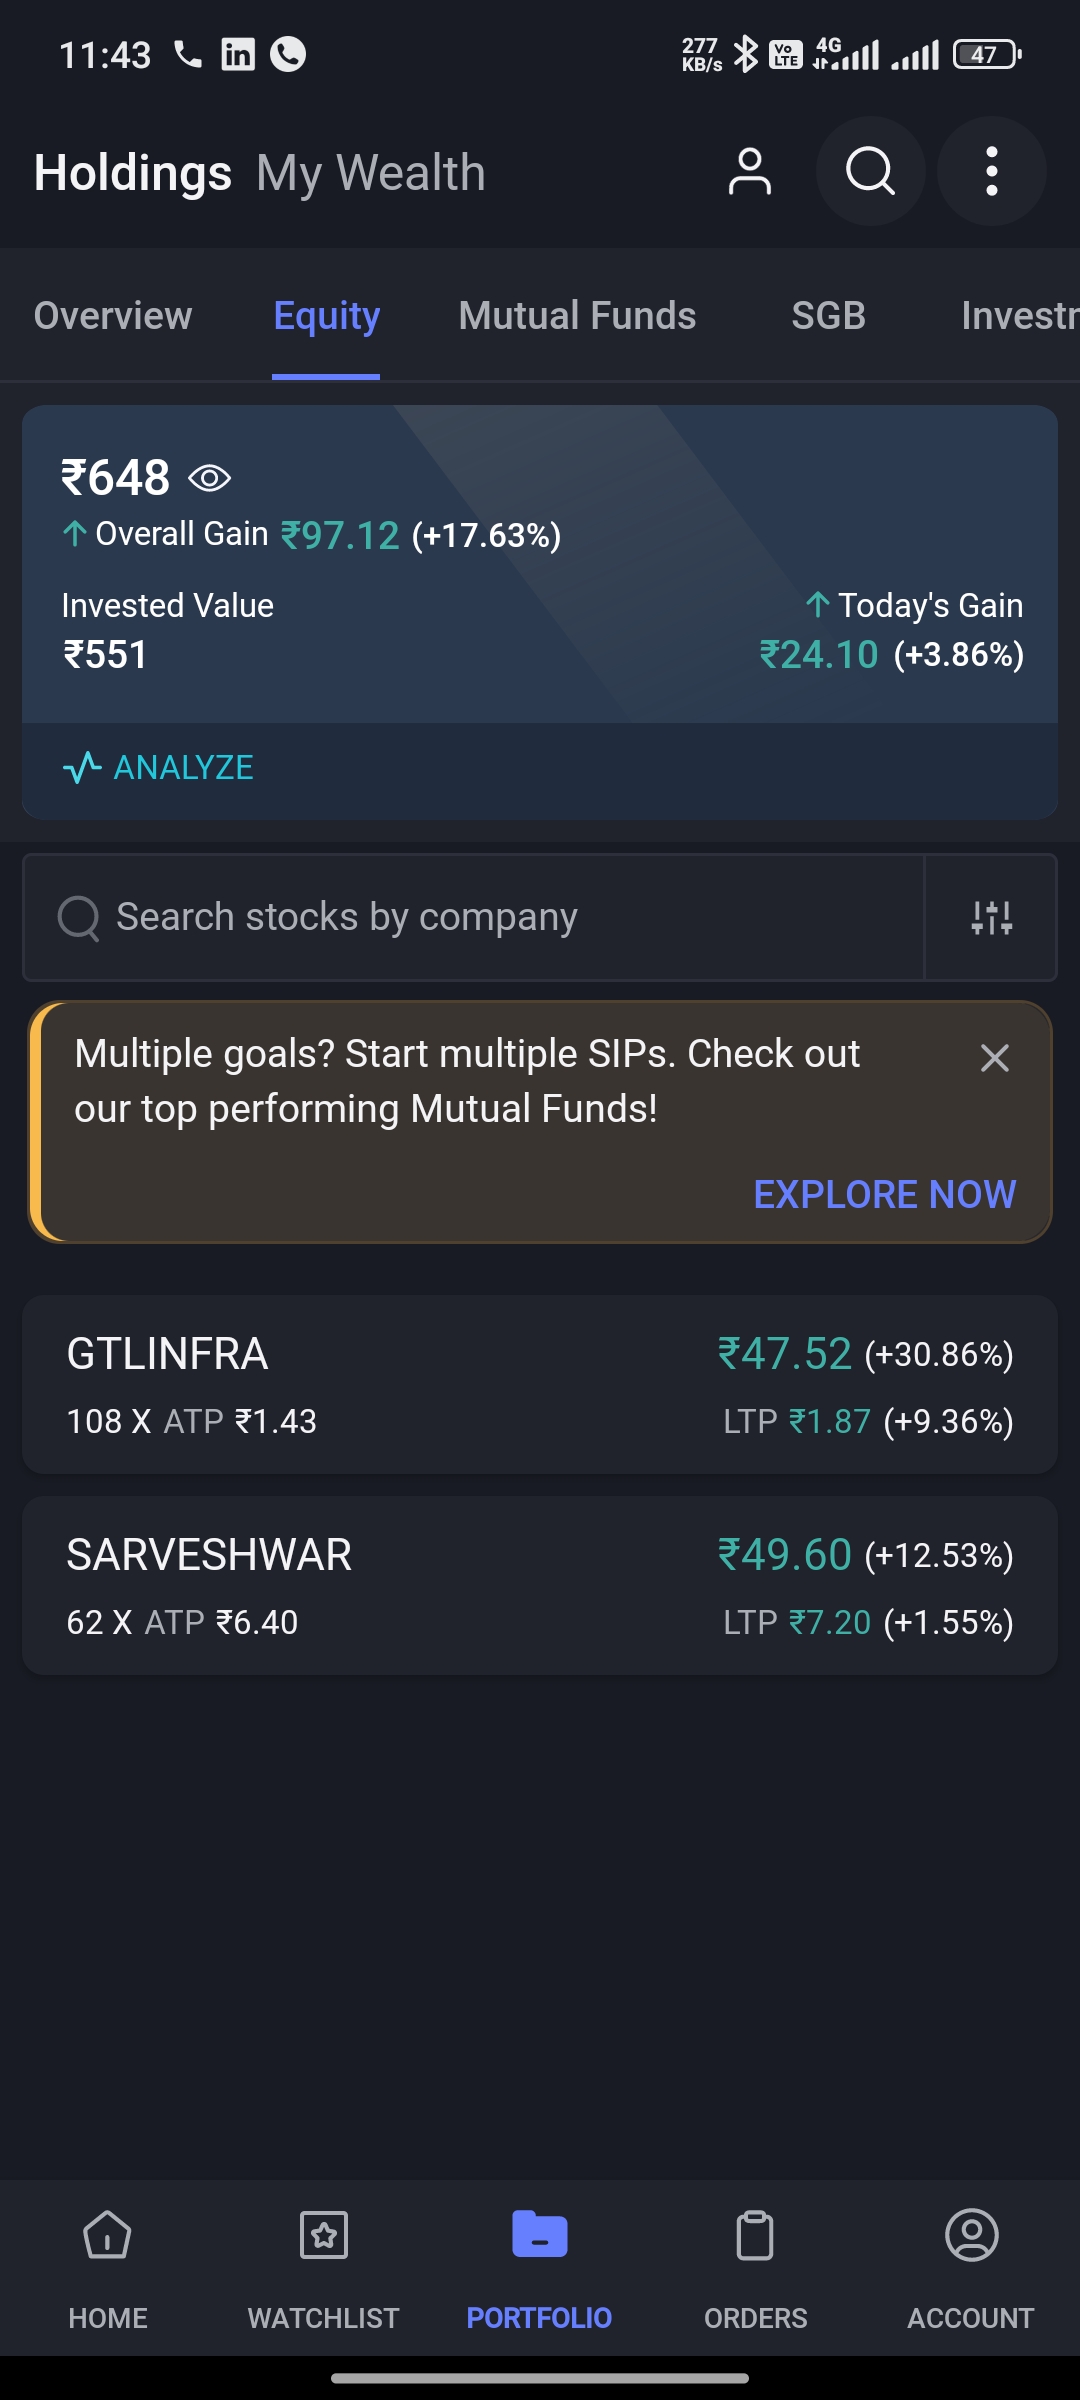 11:43 in 277 KB/s Vo LTE 4G 47
Holdings My Wealth
Overview Equity Mutual Funds SGB Investr
₹648
Overall Gain ₹97.12 (+17.63%)
Invested Value Today's Gain
₹551 ₹24.10 (+3.86%)
ANALYZE
Search stocks by company
Multiple goals? Start multiple SIPs. Check out
our top performing Mutual Funds!
EXPLORE NOW
GTLINFRA ₹47.52 (+30.86%)
108 X ATP ₹1.43 LTP ₹1.87 (+9.36%)
SARVESHWAR ₹49.60 (+12.53%)
62 X ATP ₹6.40 LTP ₹7.20 (+1.55%)
HOME WATCHLIST PORTFOLIO ORDERS ACCOUNT